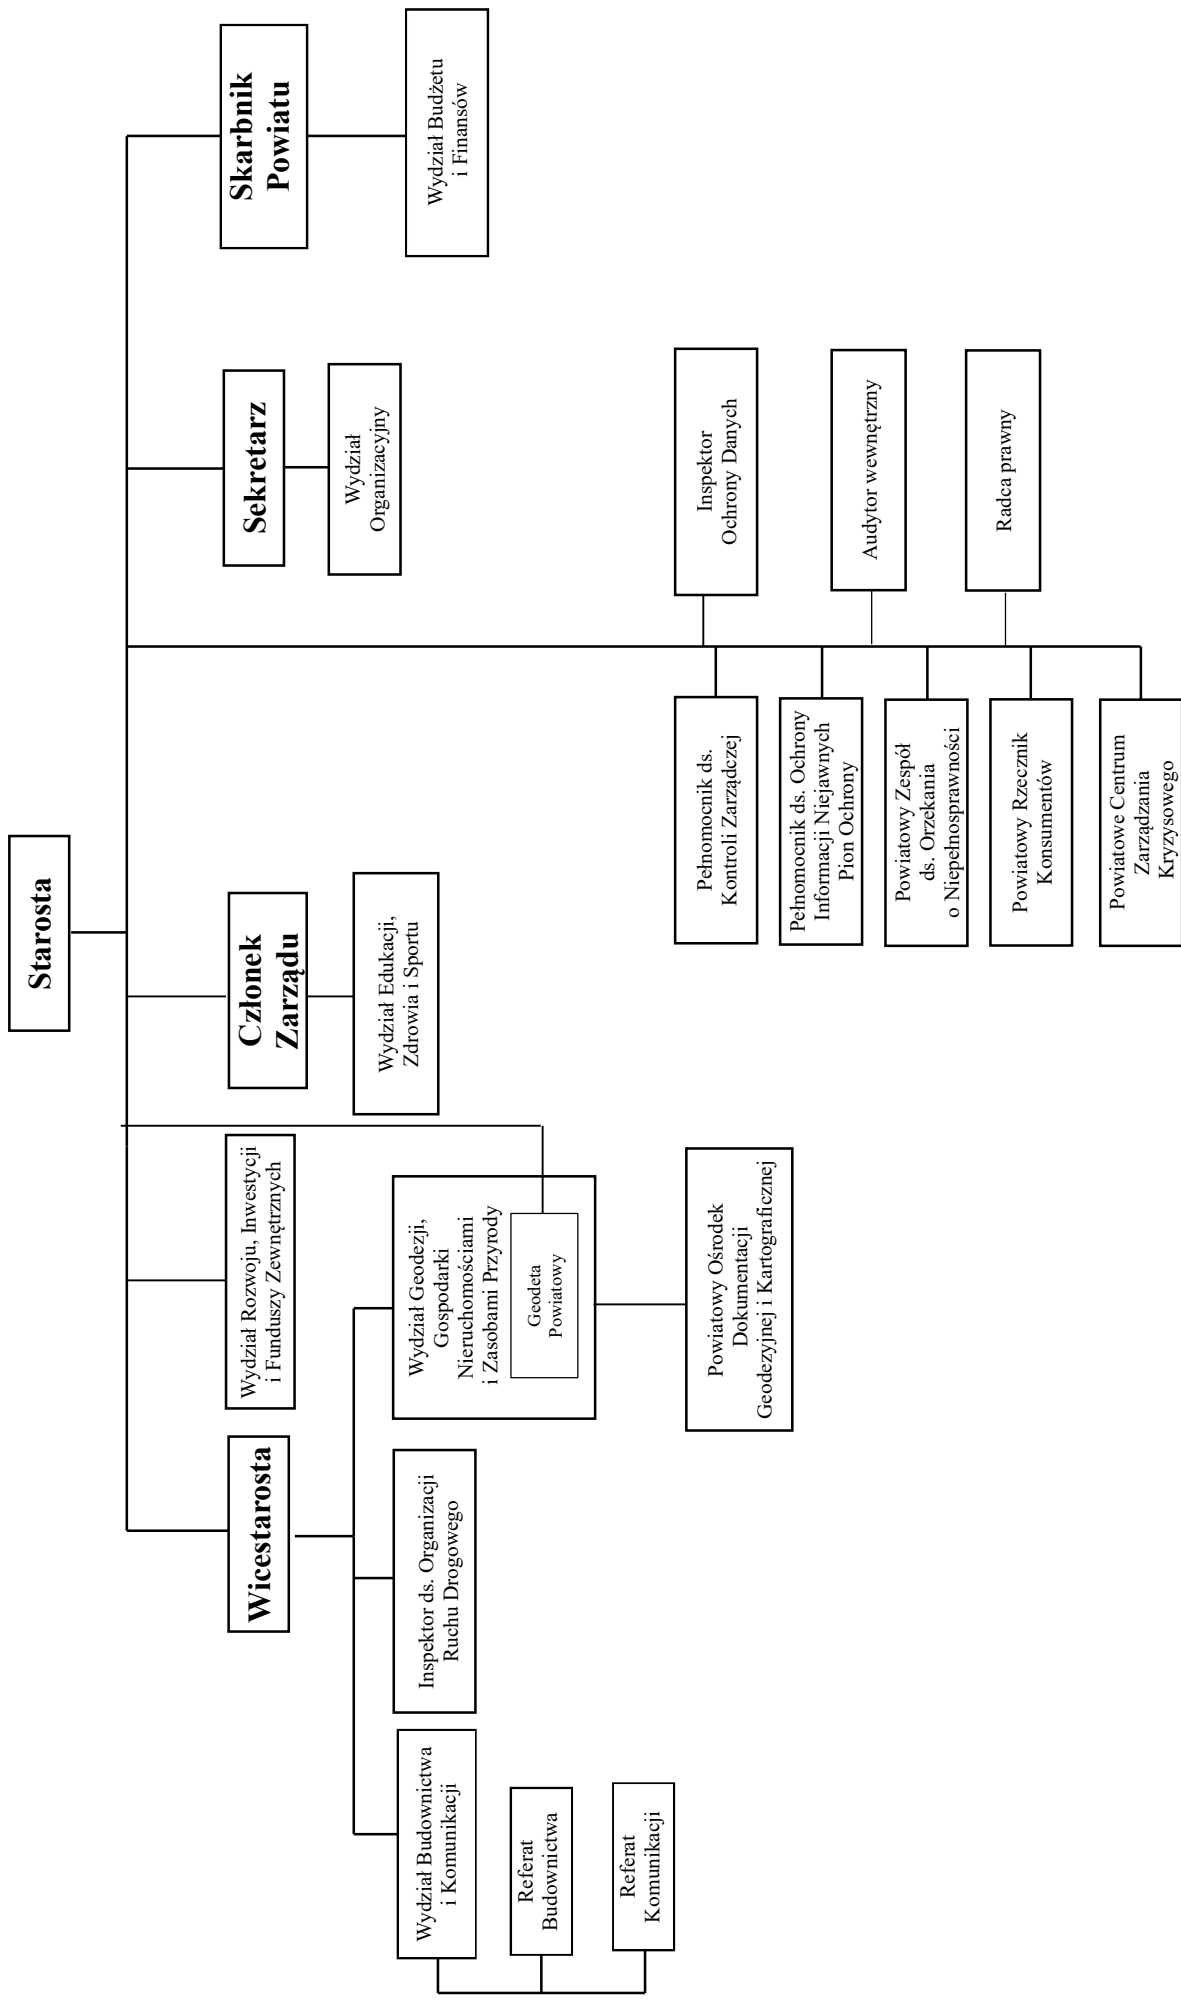 Starosta
Wicestarosta
Wydział Rozwoju, Inwestycji
i Funduszy Zewnętrznych
Członek
Zarządu
Sekretarz
Skarbnik
Powiatu
Wydział Budownictwa
i Komunikacji
Referat
Budownictwa
Referat
Komunikacji
Inspektor ds. Organizacji
Ruchu Drogowego
Wydział Geodezji,
Gospodarki
Nieruchomościami
i Zasobami Przyrody
Geodeta
Powiatowy
Powiatowy Ośrodek
Dokumentacji
Geodezyjnej i Kartograficznej
Wydział Edukacji,
Zdrowia i Sportu
Wydział
Organizacyjny
Wydział Budżetu
i Finansów
Pełnomocnik ds.
Kontroli Zarządczej
Pełnomocnik ds. Ochrony
Informacji Niejawnych
Pion Ochrony
Powiatowy Zespół
ds. Orzekania
o Niepełnosprawności
Powiatowy Rzecznik
Konsumentów
Powiatowe Centrum
Zarządzania
Kryzysowego
Inspektor
Ochrony Danych
Audytor wewnętrzny
Radca prawny